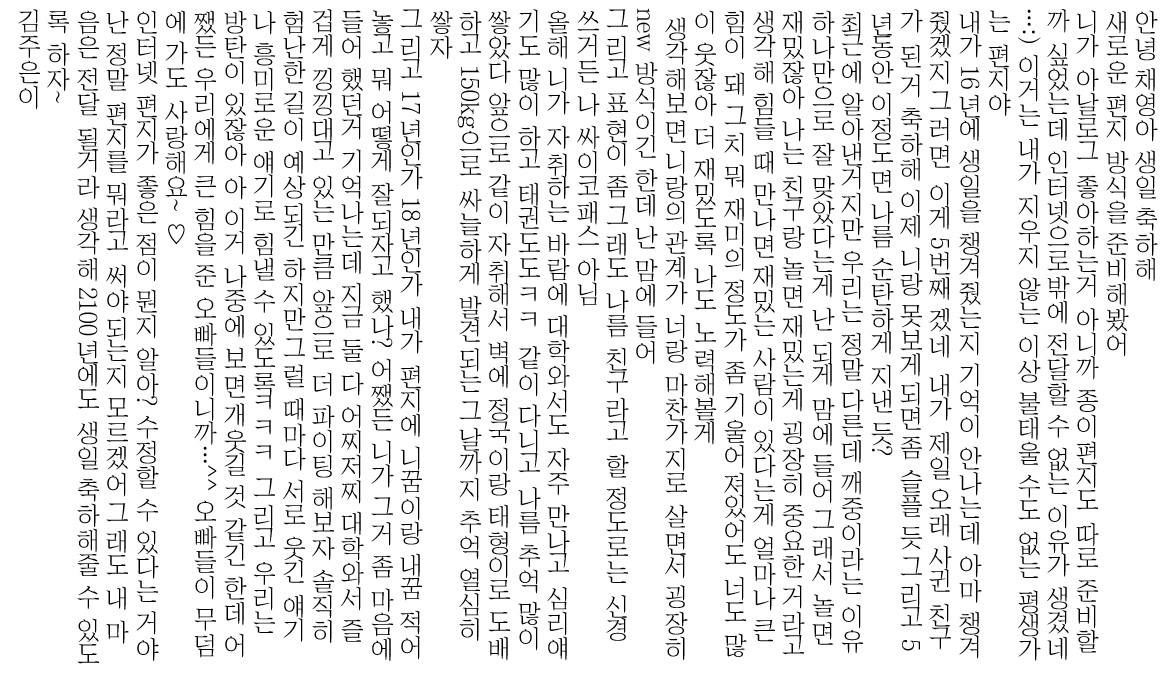 안녕 채영아 생일 축하해
새로운 편지 방식을 준비해봤어
니가 아날로그 좋아하는거 아니까 종이편지도 따로 준비할
까 싶었는데 인터넷으로밖에 전달할 수 없는 이유가 생겼네
…:) 이거는 내가 지우지 않는 이상 불태울 수도 없는 평생가
는 편지야
내가 16년에 생일을 챙겨줬는지 기억이 안나는데 아마 챙겨
줬겠지 그러면 이게 5번째 겠네 내가 제일 오래 사귄 친구
가 된거 축하해 이제 니랑 못보게 되면 좀 슬플 듯 그리고 5
년동안 이정도면 나름 순탄하게 지낸 듯?
최근에 알아낸거지만 우리는 정말 다른데 깨중이라는 이유
하나만으로 잘 맞았다는게 난 되게 맘에 들어 그래서 놀면
재밌잖아 나는 친구랑 놀면 재밌는게 굉장히 중요한거라고
생각해 힘들 때 만나면 재밌는 사람이 있다는게 얼마나 큰
힘이 돼 그치 뭐 재미의 정도가 좀 기울어져있어도 너도 많
이 웃잖아 더 재밌도록 나도 노력해볼게
생각해보면 니랑의 관계가 너랑 마찬가지로 살면서 굉장히
new 방식이긴 한데 난 맘에 들어
그리고 표현이 좀 그래도 나름 친구라고 할 정도로는 신경
쓰거든 나 싸이코패스 아님
올해 니가 자취하는 바람에 대학와서도 자주 만나고 심리얘
기도 많이 하고 태권도도ㅋㅋ 같이 다니고 나름 추억 많이
쌓았다 앞으로 같이 자취해서 벽에 정국이랑 태형이로 도배
하고 150kg으로 싸늘하게 발견 되는 그날까지 추억 열심히
쌓자
그리고 17년인가 18년인가 내가 편지에 니꿈이랑 내꿈 적어
놓고 뭐 어떻게 잘되자고 했나? 어쨌든 니가 그거 좀 마음에
들어 했던거 기억나는데 지금 둘 다 어찌저찌 대학와서 즐
겁게 낑낑대고 있는 만큼 앞으로 더 파이팅 해보자 솔직히
험난한 길이 예상되긴 하지만 그럴 때마다 서로 웃긴 얘기
나 흥미로운 얘기로 힘낼 수 있도록ㅋㅋㅋ 그리고 우리는
방탄이 있잖아 아 이거 나중에 보면 개웃길 것 같긴 한데 어
쨌든 우리에게 큰 힘을 준 오빠들이니까…^^ 오빠들이 무덤
에 가도 사랑해요~ ♡
인터넷 편지가 좋은 점이 뭔지 알아? 수정할 수 있다는 거야
난 정말 편지를 뭐라고 써야 되는지 모르겠어 그래도 내 마
음은 전달 될거라 생각해 2100년에도 생일 축하해줄 수 있도
록 하자~
김주은이